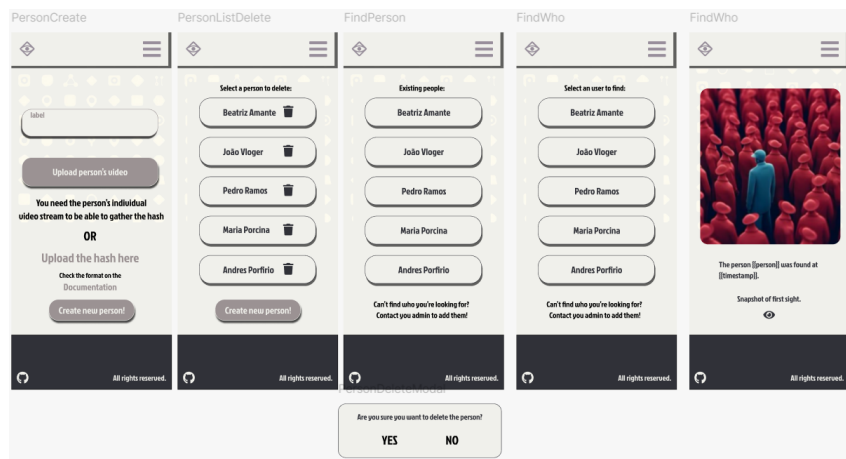 PersonCreate
label
Upload person's video
You need the person's individual
video stream to be able to gather the hash
OR
Upload the hash here
Check the format on the
Documentation
Create new person!
All rights reserved.
PersonListDelete
Select a person to delete:
Beatriz Amante
João Vloger
Pedro Ramos
Maria Porcina
Andres Porfirio
Create new person!
All rights reserved.
FindPerson
Existing people:
Beatriz Amante
João Vloger
Pedro Ramos
Maria Porcina
Andres Porfirio
Can't find who you're looking for?
Contact you admin to add them!
All rights reserved.
FindWho
Select an user to find:
Beatriz Amante
João Vloger
Pedro Ramos
Maria Porcina
Andres Porfirio
Can't find who you're looking for?
Contact you admin to add them!
All rights reserved.
FindWho
The person [[person]] was found at
[[timestamp]].
Snapshot of first sight.
All rights reserved.
PersonDeleteModal
Are you sure you want to delete the person?
YES NO